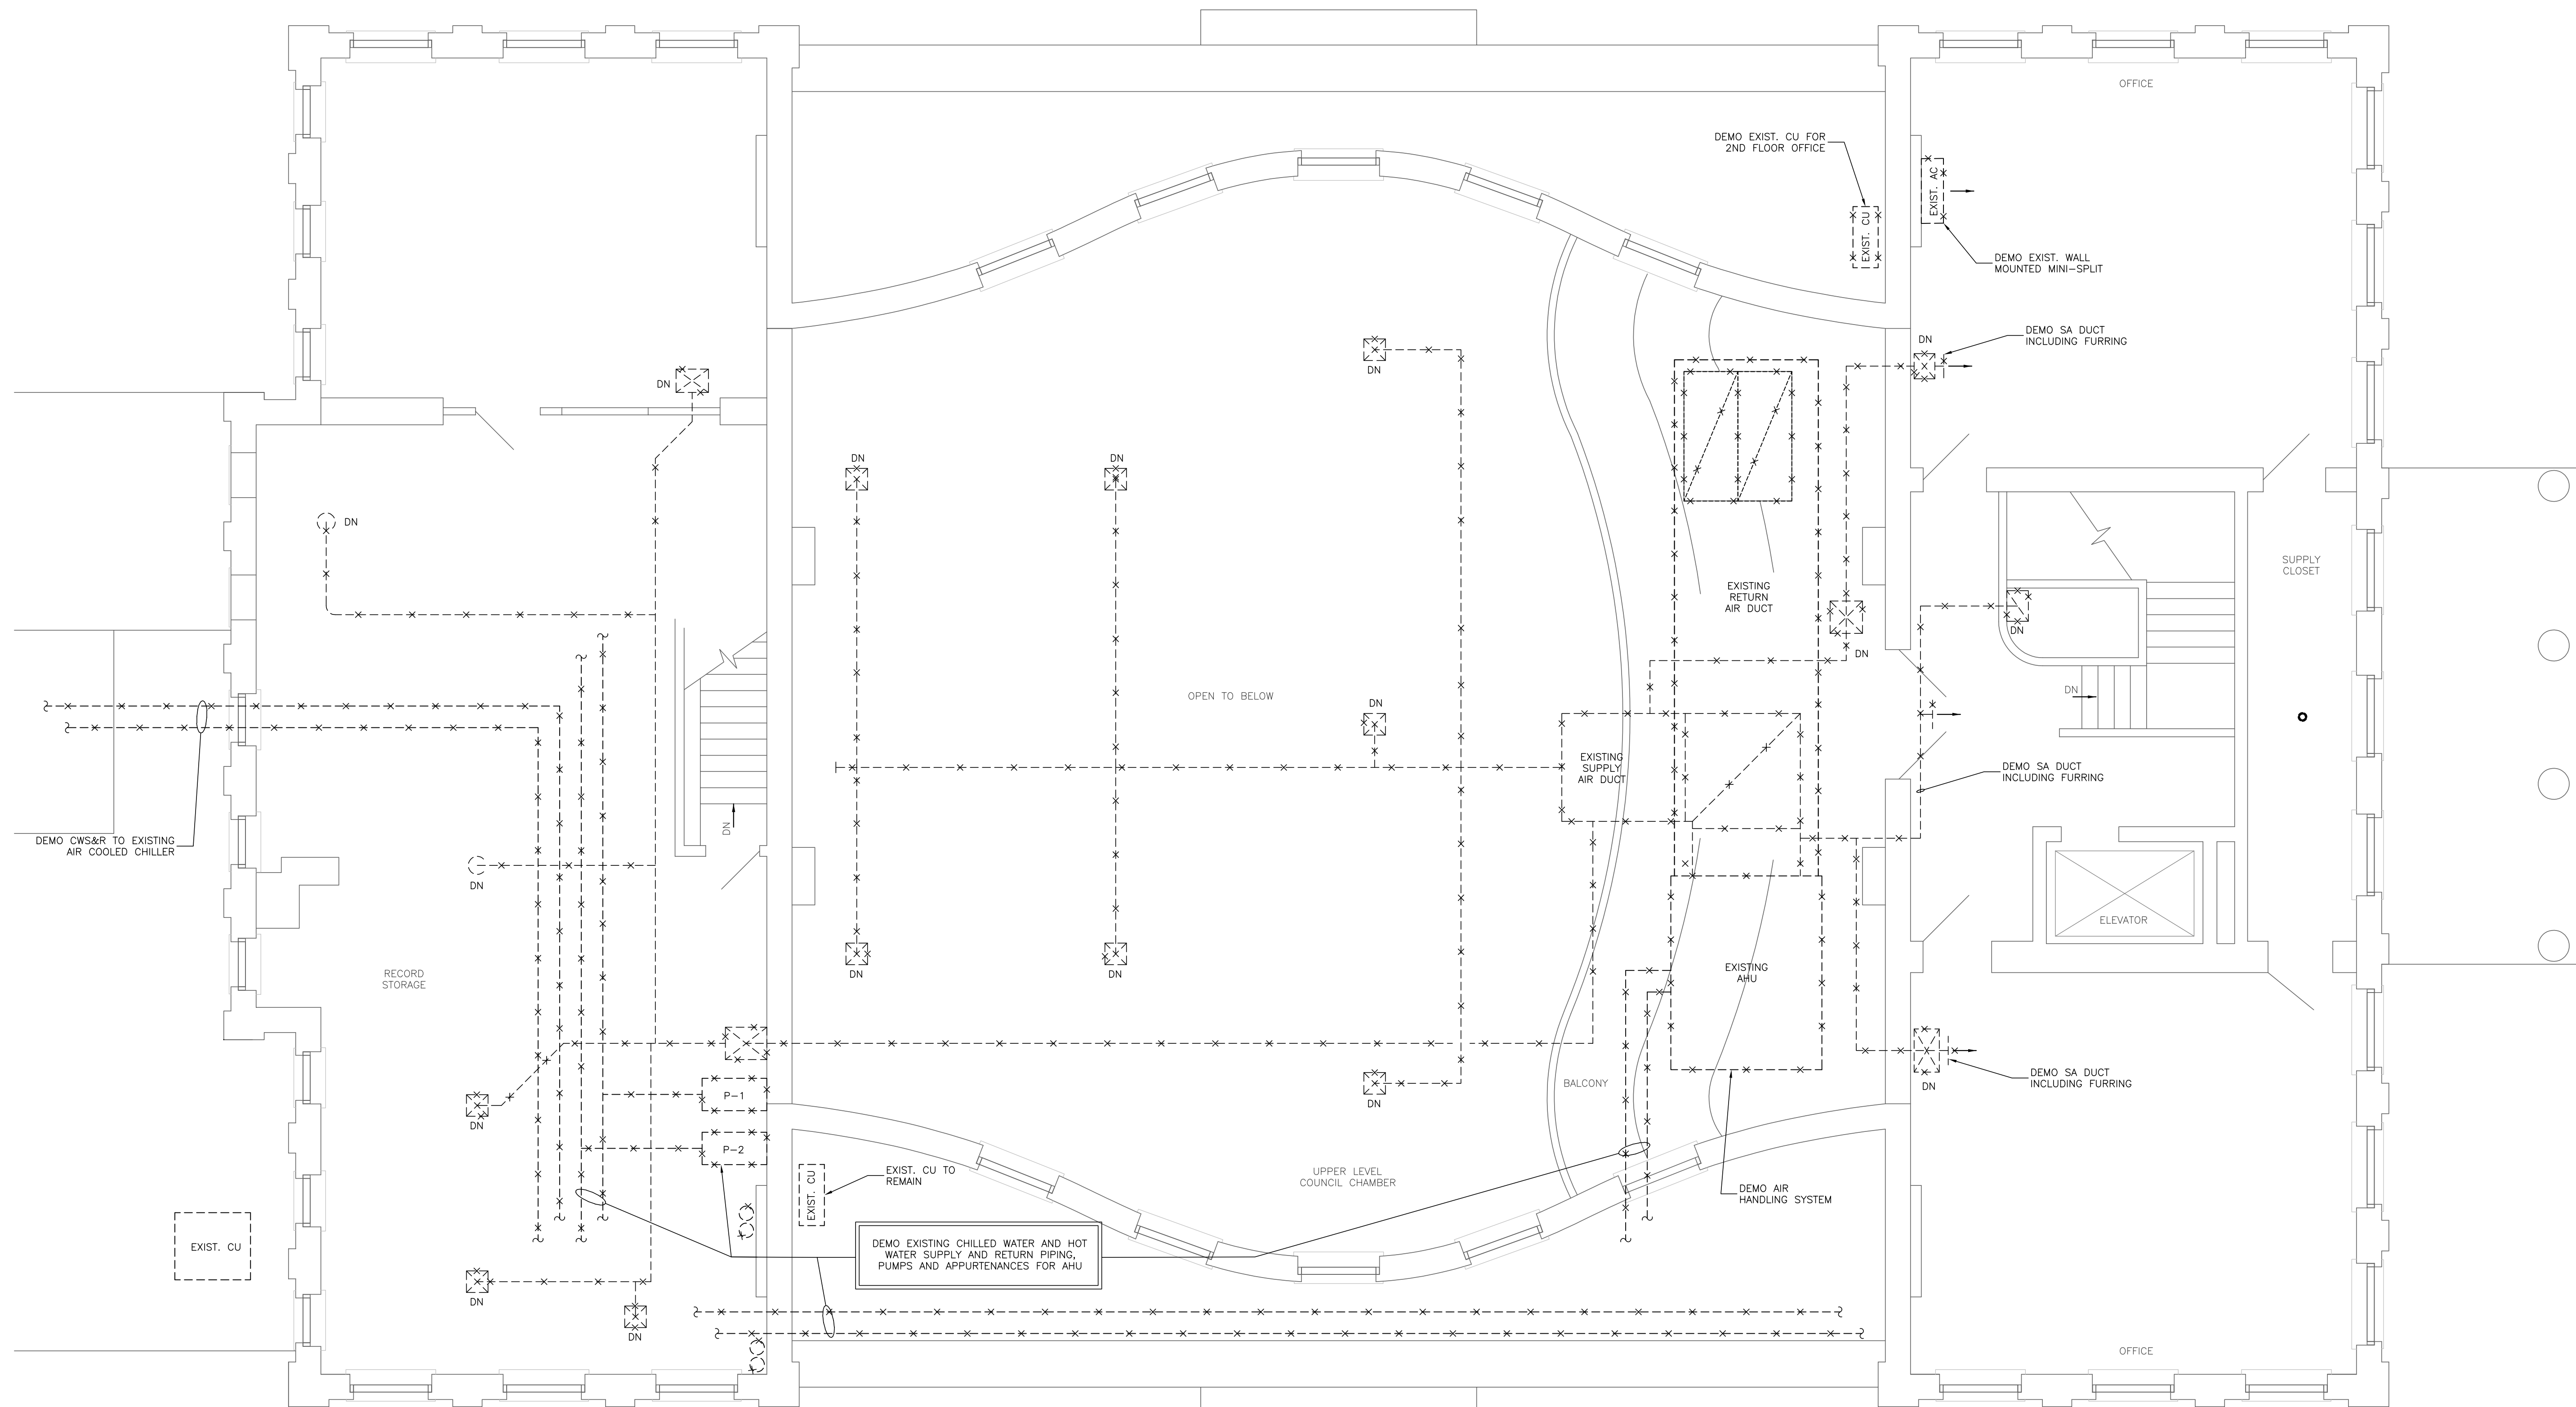 OFFICE
DEMO EXIST. CU FOR
2ND FLOOR OFFICE
EXIST. AC
EXIST. CU
DEMO EXIST. WALL
MOUNTED MINI-SPLIT
DN
DEMO SA DUCT
INCLUDING FURRING
DN
DN
DN
DN
DN
SUPPLY
CLOSET
EXISTING
RETURN
AIR DUCT
DN
DN
DN
OPEN TO BELOW
DN
DN
EXISTING
SUPPLY
AIR DUCT
DEMO SA DUCT
INCLUDING FURRING
DN
DEMO CWS&R TO EXISTING
AIR COOLED CHILLER
DN
ELEVATOR
RECORD
STORAGE
DN
DN
EXISTING
AHU
DEMO SA DUCT
INCLUDING FURRING
DN
BALCONY
P-1
DN
DN
P-2
EXIST. CU
EXIST. CU TO
REMAIN
UPPER LEVEL
COUNCIL CHAMBER
DEMO AIR
HANDLING SYSTEM
EXIST. CU
DEMO EXISTING CHILLED WATER AND HOT
WATER SUPPLY AND RETURN PIPING,
PUMPS AND APPURTENANCES FOR AHU
DN
DN
OFFICE